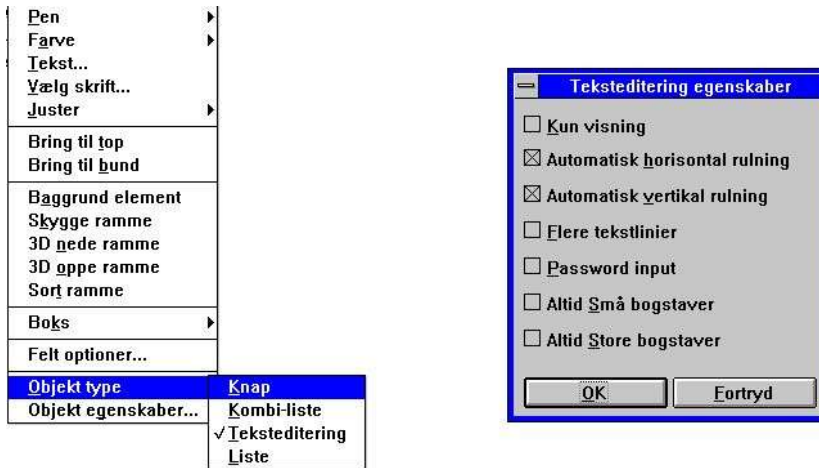 Pen
Farve
Tekst...
Vælg skrift...
Juster
Bring til top
Bring til bund
Baggrund element
Skygge ramme
3D nede ramme
3D oppe ramme
Sort ramme
Boks
Felt optioner...
Objekt type
Objekt egenskaber...
Knap
Kombi-liste
Teksteditering
Liste
Teksteditering egenskaber
Kun visning
Automatisk horisontal rulning
Automatisk vertikal rulning
Flere tekstlinier
Password input
Altid Små bogstaver
Altid Store bogstaver
OK Fortryd